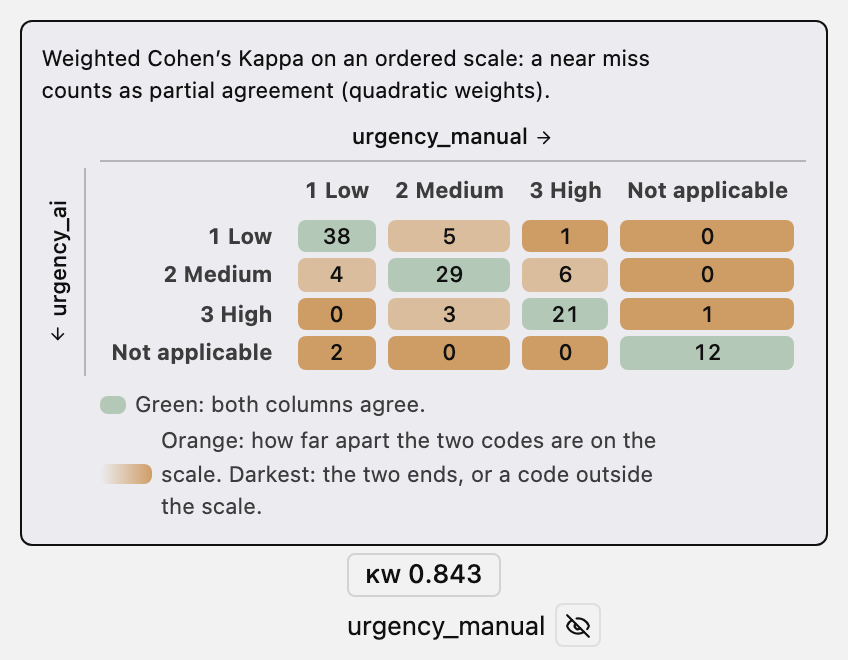 Weighted Cohen's Kappa on an ordered scale: a near miss
counts as partial agreement (quadratic weights).
urgency_manual →
← urgency_ai
1 Low 2 Medium 3 High Not applicable
1 Low 38 5 1 0
2 Medium 4 29 6 0
3 High 0 3 21 1
Not applicable 2 0 0 12
Green: both columns agree.
Orange: how far apart the two codes are on the
scale. Darkest: the two ends, or a code outside
the scale.
κw 0.843
urgency_manual